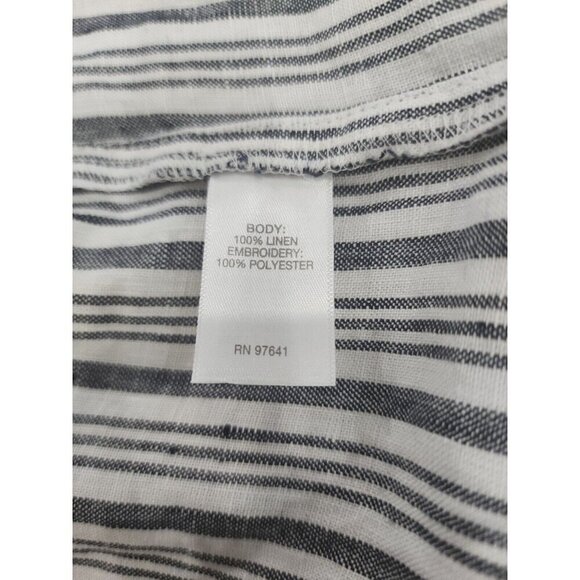 BODY:
100% LINEN
EMBROIDERY:
100% POLYESTER
RN 97641